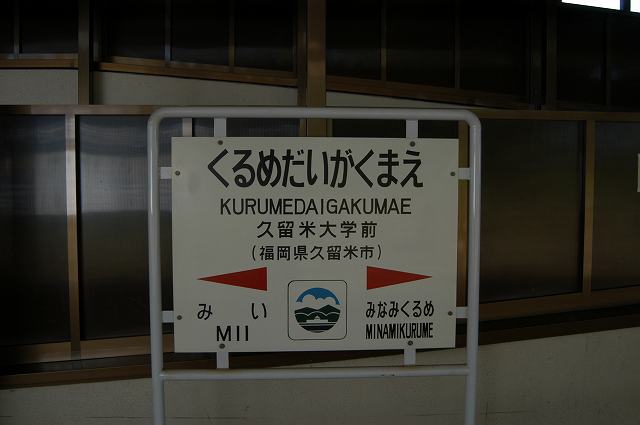 くるめだいがくまえ
KURUMEDAIGAKUMAE
久留米大学前
(福岡県久留米市)
みい
MII
みなみくるめ
MINAMIKURUME